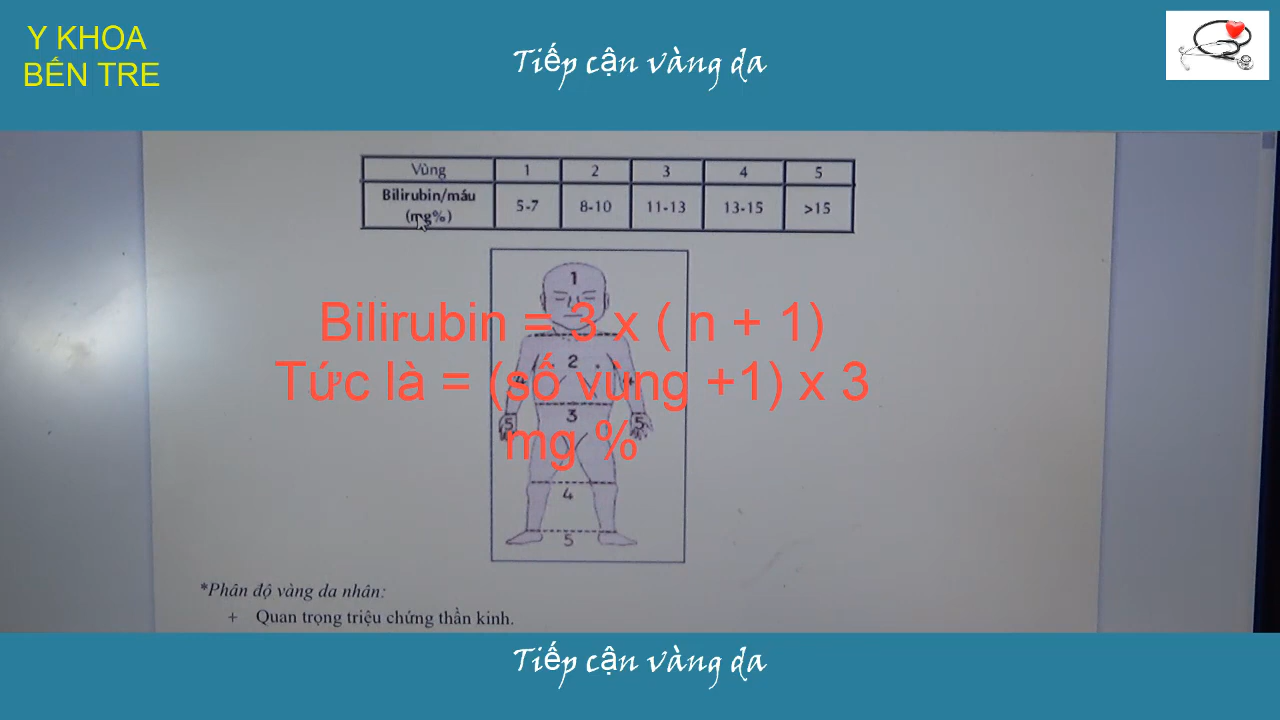 Y KHOA
BẾN TRE
Tiếp cận vàng da
Vùng 1 2 3 4 5
Bilirubin/máu
(mg%) 5-7 8-10 11-13 13-15 >15
1
Bilirubin = 3 x ( n + 1)
2
Tức là = (số vùng +1) x 3
4 4
3
5 5
mg %
4
5
*Phân độ vàng da nhân:
+ Quan trọng triệu chứng thần kinh.
Tiếp cận vàng da